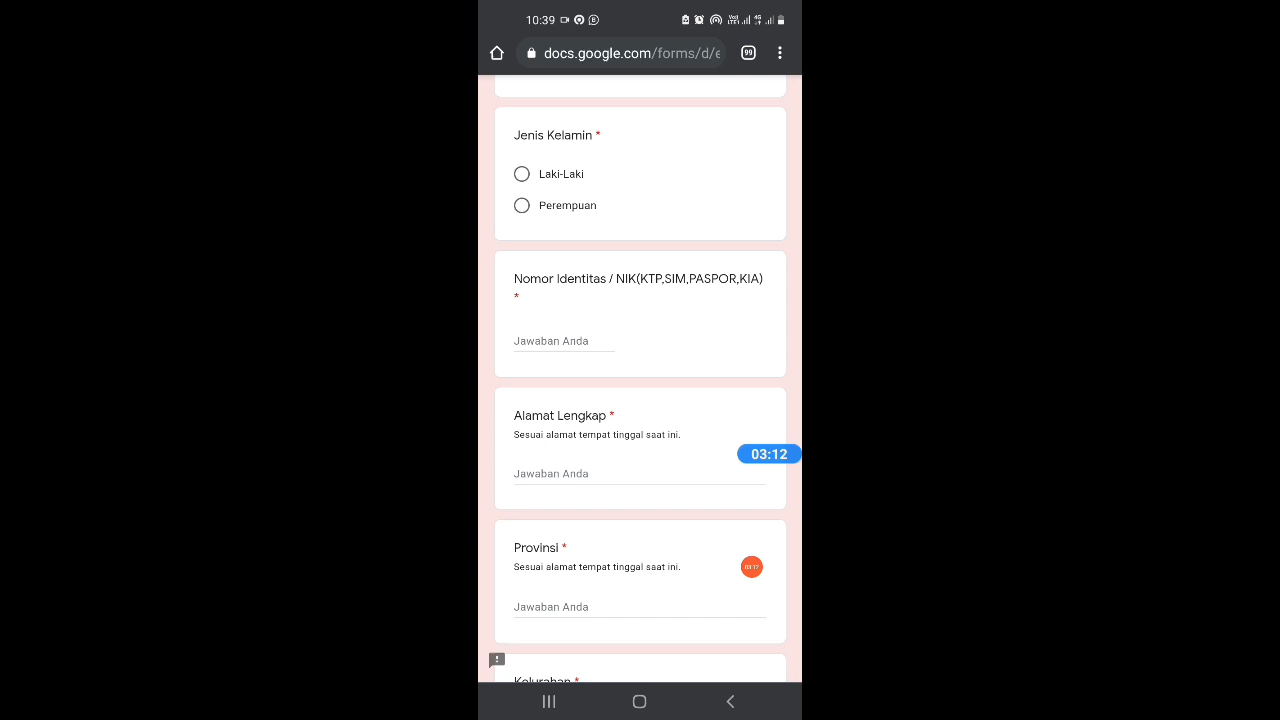 10:39
docs.google.com/forms/d/e
99
Jenis Kelamin *
Laki-Laki
Perempuan
Nomor Identitas / NIK(KTP,SIM,PASPOR,KIA)
*
Jawaban Anda
Alamat Lengkap *
Sesuai alamat tempat tinggal saat ini.
03:12
Jawaban Anda
Provinsi *
Sesuai alamat tempat tinggal saat ini.
03:12
Jawaban Anda
Kelurahan *